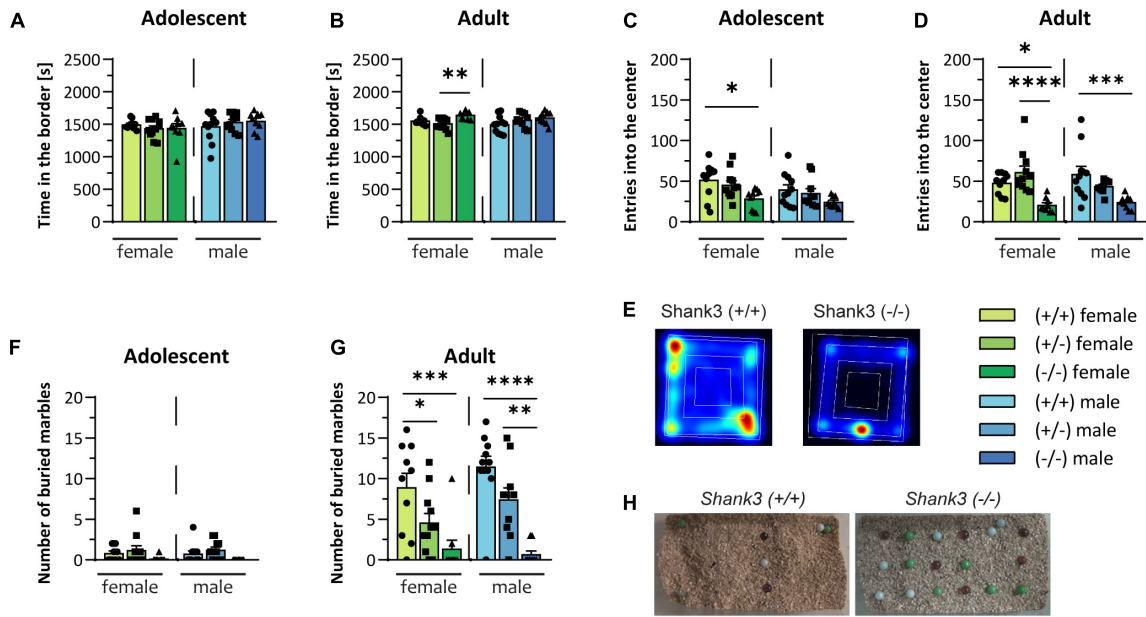 A
Adolescent
Time in the border [s]
2500
2000
1500
1000
500
0
female
male
B
Adult
Time in the border [s]
2500
2000
1500
1000
500
0
**
female
male
C
Adolescent
Entries into the center
200
150
100
50
0
*
female
male
D
Adult
Entries into the center
200
150
100
50
0
*
****
***
female
male
E
Shank3 (+/+)
Shank3 (-/-)
(+/+) female
(+/-) female
(-/-) female
(+/+) male
(+/-) male
(-/-) male
F
Adolescent
Number of buried marbles
20
15
10
5
0
female
male
G
Adult
Number of buried marbles
20
15
10
5
0
***
*
****
**
female
male
H
Shank3 (+/+)
Shank3 (-/-)